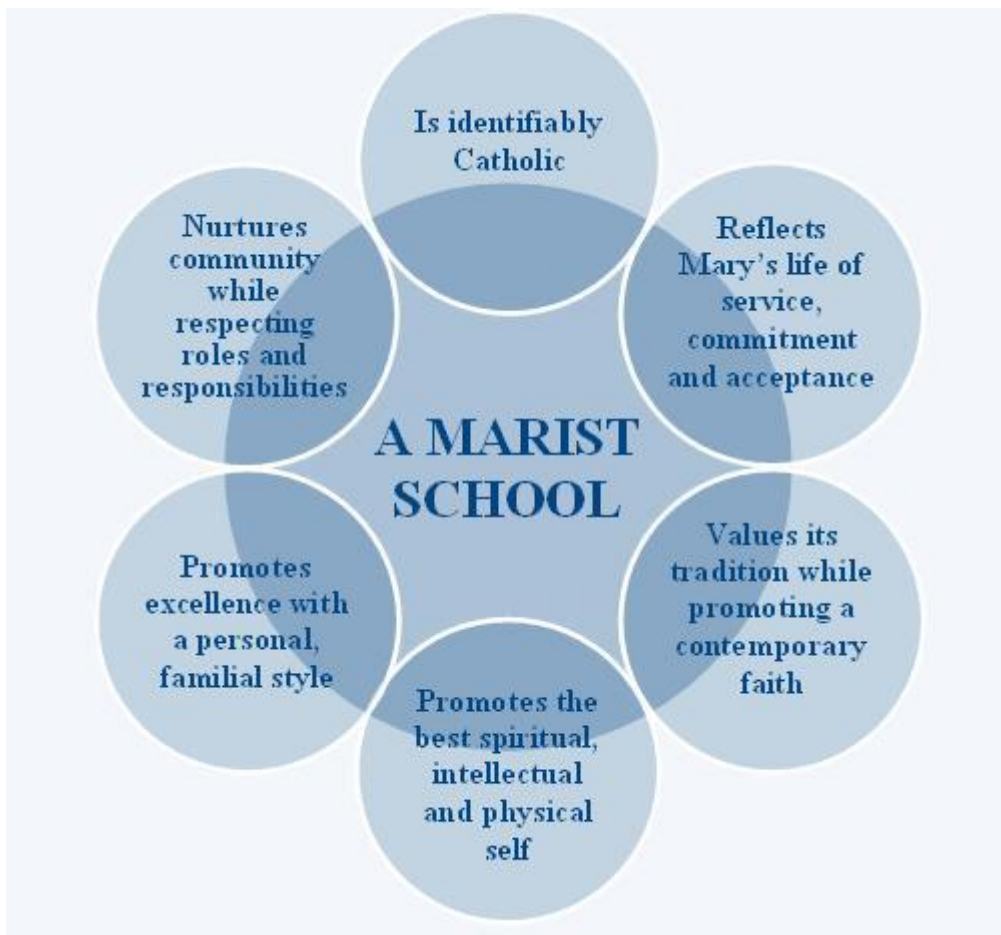 Is identifiably
Catholic
Reflects
Mary's life of
service,
commitment
and acceptance
Values its
tradition while
promoting a
contemporary
faith
Promotes the
best spiritual,
intellectual
and physical
self
Promotes
excellence with
a personal,
familial style
Nurtures
community
while
respecting
roles and
responsibilities
A MARIST
SCHOOL